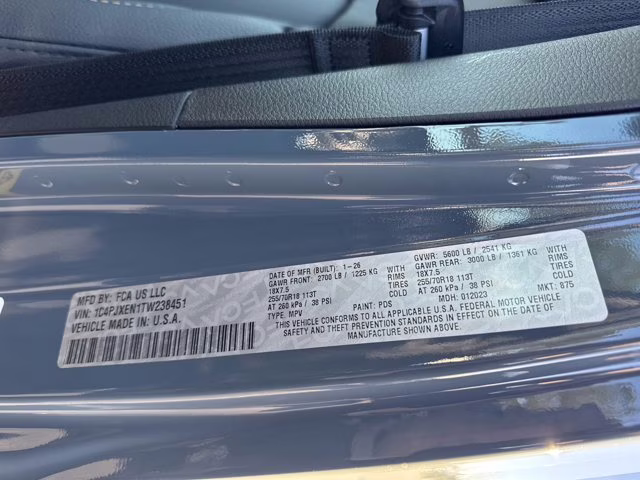 MFD BY: FCA US LLC
VIN: 1C4PJXEN1TW238451
VEHICLE MADE IN: U.S.A.
DATE OF MFR (BUILT): 1-26
GAWR FRONT: 2700 LB / 1225 KG WITH
18X7.5 RIMS
255/70R18 113T TIRES
AT 260 kPa / 38 PSI
TYPE: MPV PAINT: PDS
GVWR: 5600 LB / 2541 KG
GAWR REAR: 3000 LB / 1361 KG WITH
18X7.5 RIMS
255/70R18 113T TIRES
AT 260 kPa / 38 PSI
MDH: 012023 MKT: 875
THIS VEHICLE CONFORMS TO ALL APPLICABLE U.S.A. FEDERAL MOTOR VEHICLE
SAFETY AND THEFT PREVENTION STANDARDS IN EFFECT ON THE DATE OF
MANUFACTURE SHOWN ABOVE.